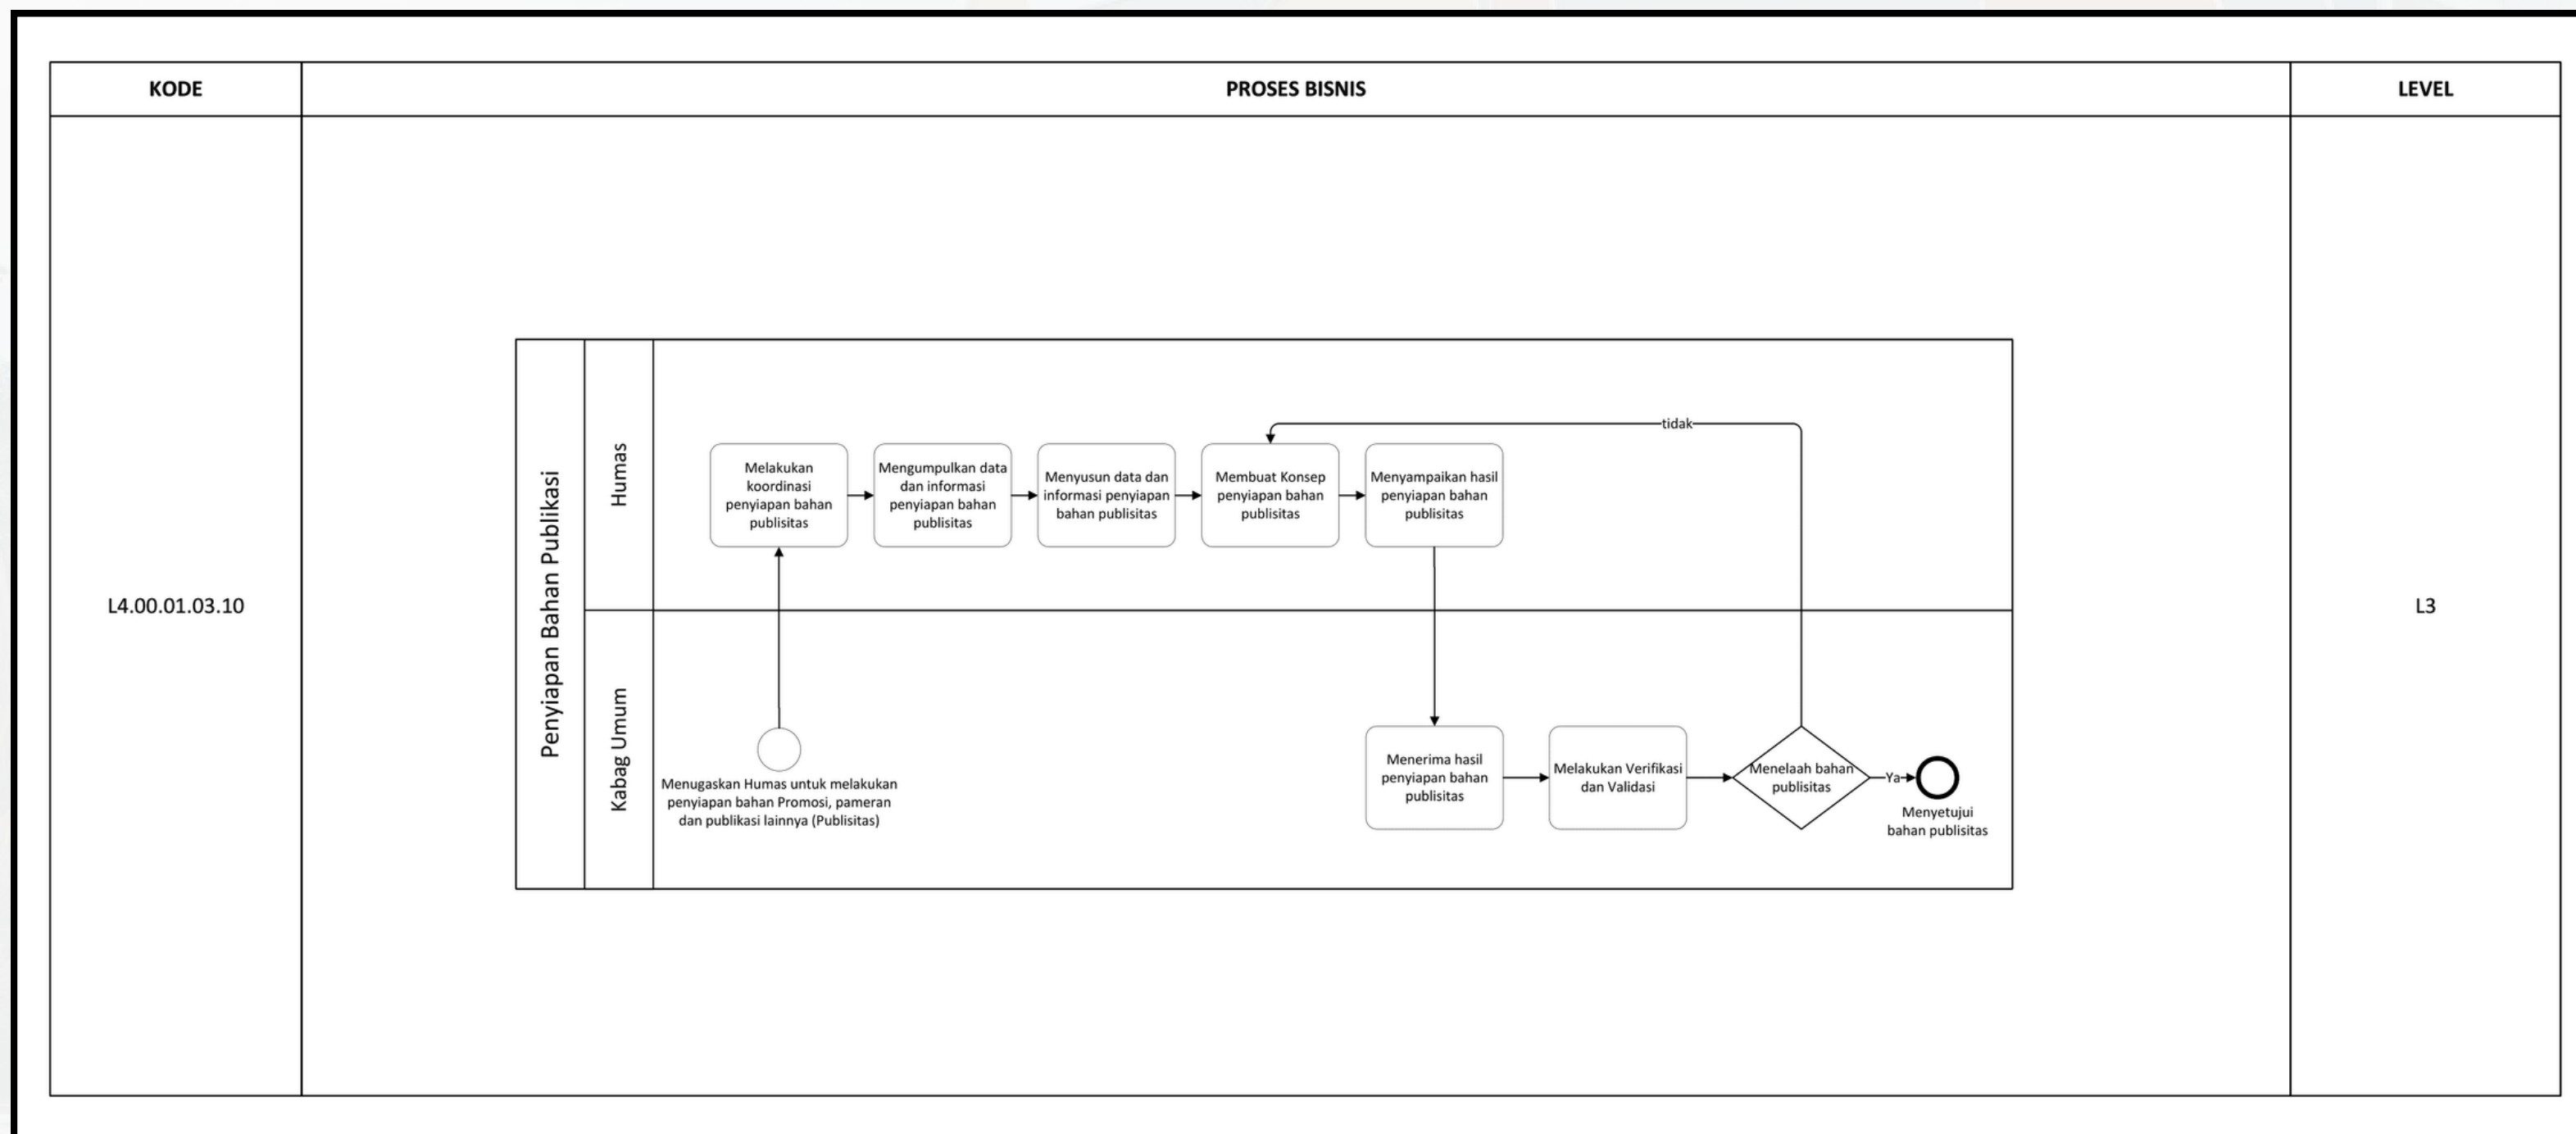 KODE
PROSES BISNIS
LEVEL
L4.00.01.03.10
Penyiapan Bahan Publikasi
Humas
Melakukan
koordinasi
penyiapan bahan
publisitas
Mengumpulkan data
dan informasi
penyiapan bahan
publisitas
Menyusun data dan
informasi penyiapan
bahan publisitas
Membuat Konsep
penyiapan bahan
publisitas
Menyampaikan hasil
penyiapan bahan
publisitas
tidak
Kabag Umum
Menugaskan Humas untuk melakukan
penyiapan bahan Promosi, pameran
dan publikasi lainnya (Publisitas)
Menerima hasil
penyiapan bahan
publisitas
Melakukan Verifikasi
dan Validasi
Menelaah bahan
publisitas
Ya
Menyetujui
bahan publisitas
L3